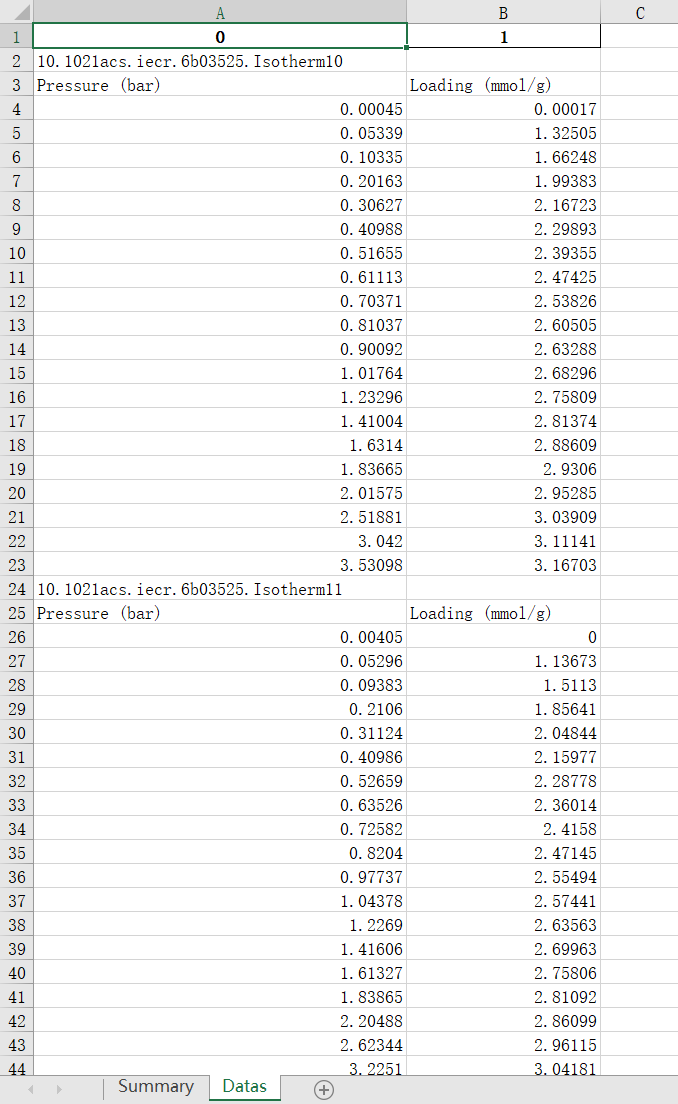 A B C
1 0 1
2 10.1021acs.iecr.6b03525.Isotherm10
3 Pressure (bar) Loading (mmol/g)
4 0.00045 0.00017
5 0.05339 1.32505
6 0.10335 1.66248
7 0.20163 1.99383
8 0.30627 2.16723
9 0.40988 2.29893
10 0.51655 2.39355
11 0.61113 2.47425
12 0.70371 2.53826
13 0.81037 2.60505
14 0.90092 2.63288
15 1.01764 2.68296
16 1.23296 2.75809
17 1.41004 2.81374
18 1.6314 2.88609
19 1.83665 2.9306
20 2.01575 2.95285
21 2.51881 3.03909
22 3.042 3.11141
23 3.53098 3.16703
24 10.1021acs.iecr.6b03525.Isotherm11
25 Pressure (bar) Loading (mmol/g)
26 0.00405 0
27 0.05296 1.13673
28 0.09383 1.5113
29 0.2106 1.85641
30 0.31124 2.04844
31 0.40986 2.15977
32 0.52659 2.28778
33 0.63526 2.36014
34 0.72582 2.4158
35 0.8204 2.47145
36 0.97737 2.55494
37 1.04378 2.57441
38 1.2269 2.63563
39 1.41606 2.69963
40 1.61327 2.75806
41 1.83865 2.81092
42 2.20488 2.86099
43 2.62344 2.96115
44 3.2251 3.04181
Summary Datas